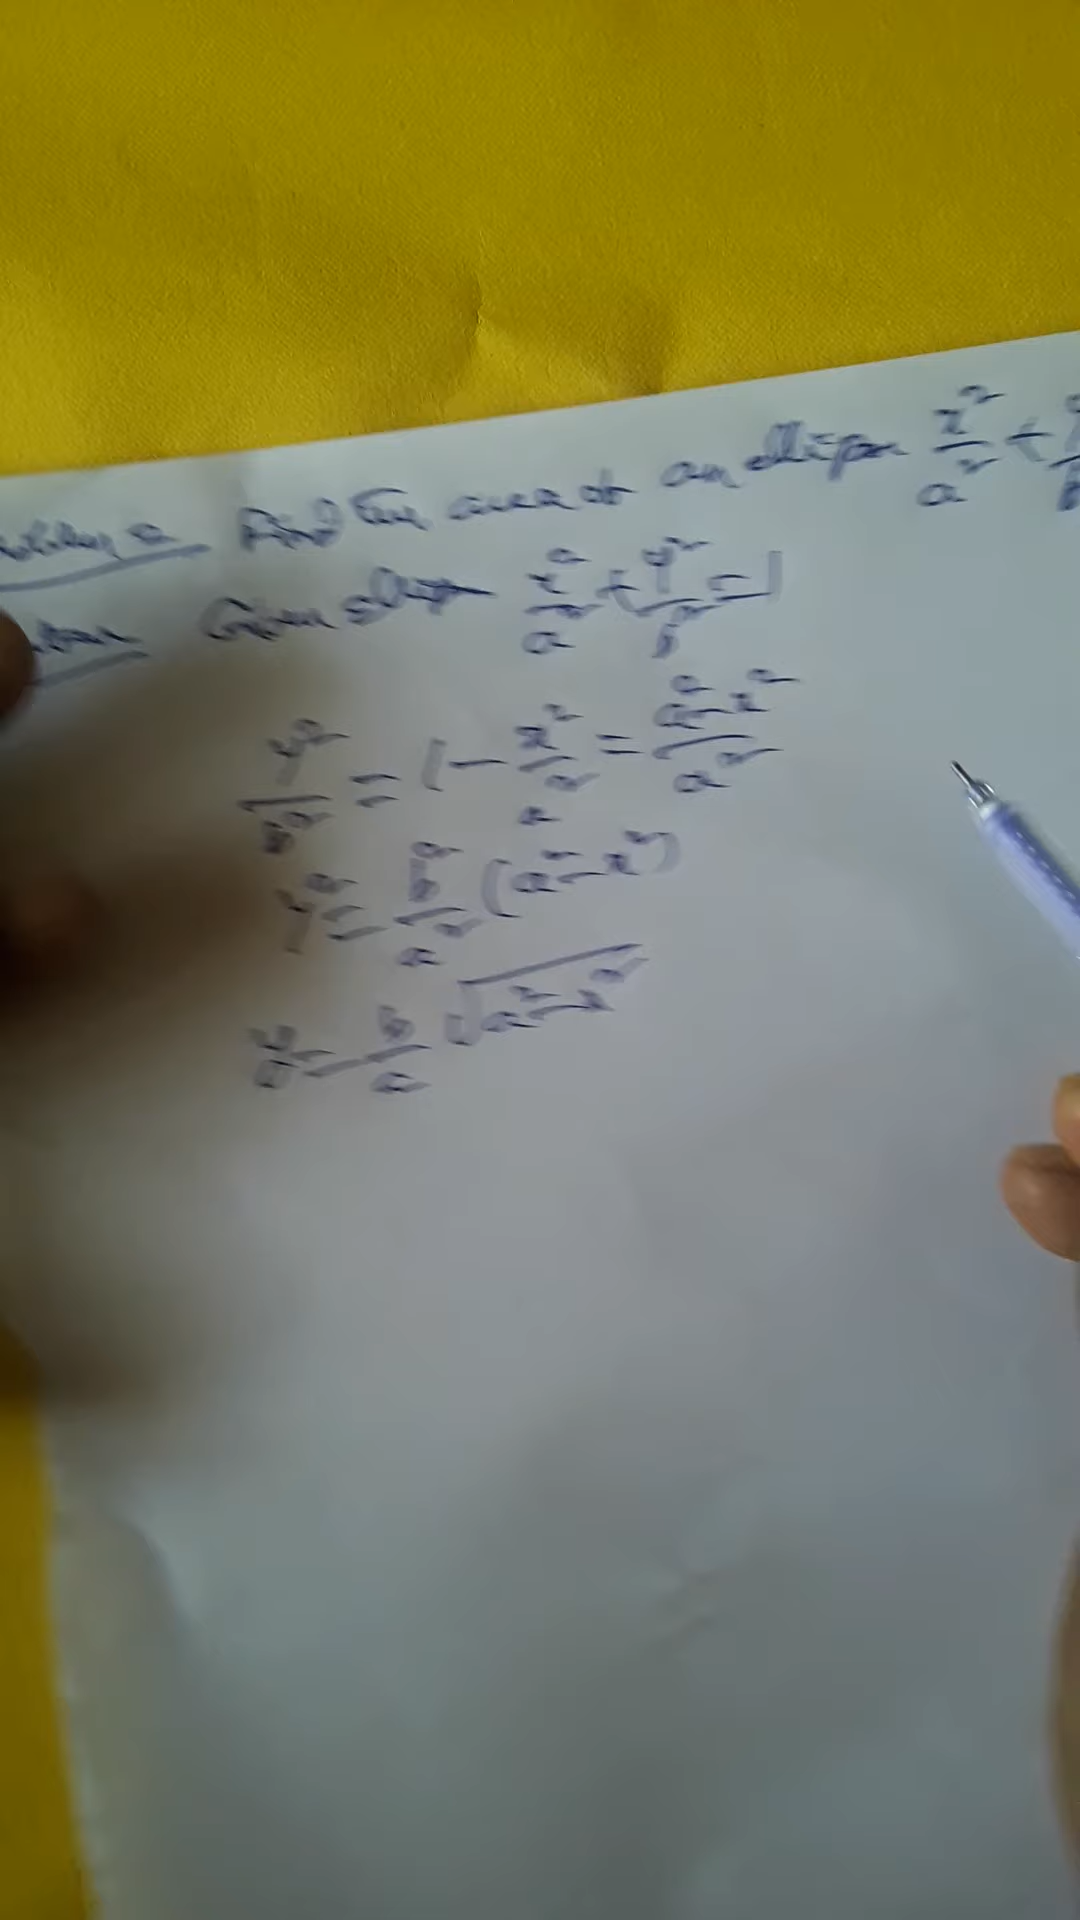 Find the area of an ellipse x²/a² + y
Given ellipse x²/a² + y²/b² = 1
y²/b² = 1 - x²/a² = a²-x²/a²
y² = b²/a² (a²-x²)
y = b/a √a²-x²